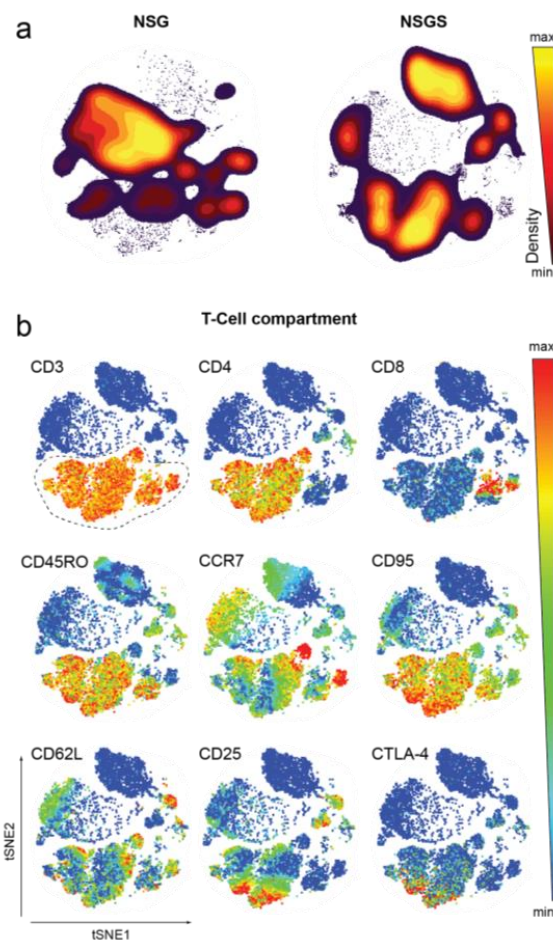 a
NSG
NSGS
max
Density
min
b
T-Cell compartment
max
CD3
CD4
CD8
CD45RO
CCR7
CD95
CD62L
CD25
CTLA-4
tSNE2
tSNE1
min